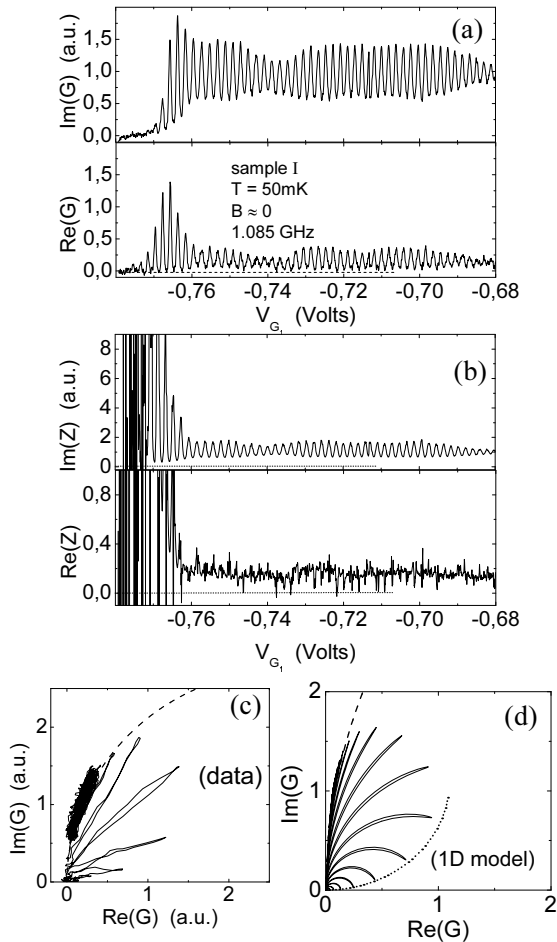 (a)
Im(G) (a.u.)
1,5
1,0
0,5
0,0
Re(G)
1,5
1,0
0,5
0,0
sample I
T = 50mK
B ≈ 0
1.085 GHz
-0,76 -0,74 -0,72 -0,70 -0,68
V_G₁ (Volts)
(b)
Im(Z) (a.u.)
8
6
4
2
0
Re(Z)
0,8
0,4
0,0
-0,76 -0,74 -0,72 -0,70 -0,68
V_G₁ (Volts)
(c)
Im(G) (a.u.)
2
1
0
(data)
0 1 2
Re(G) (a.u.)
(d)
Im(G)
2
1
0
(1D model)
0 1 2
Re(G)